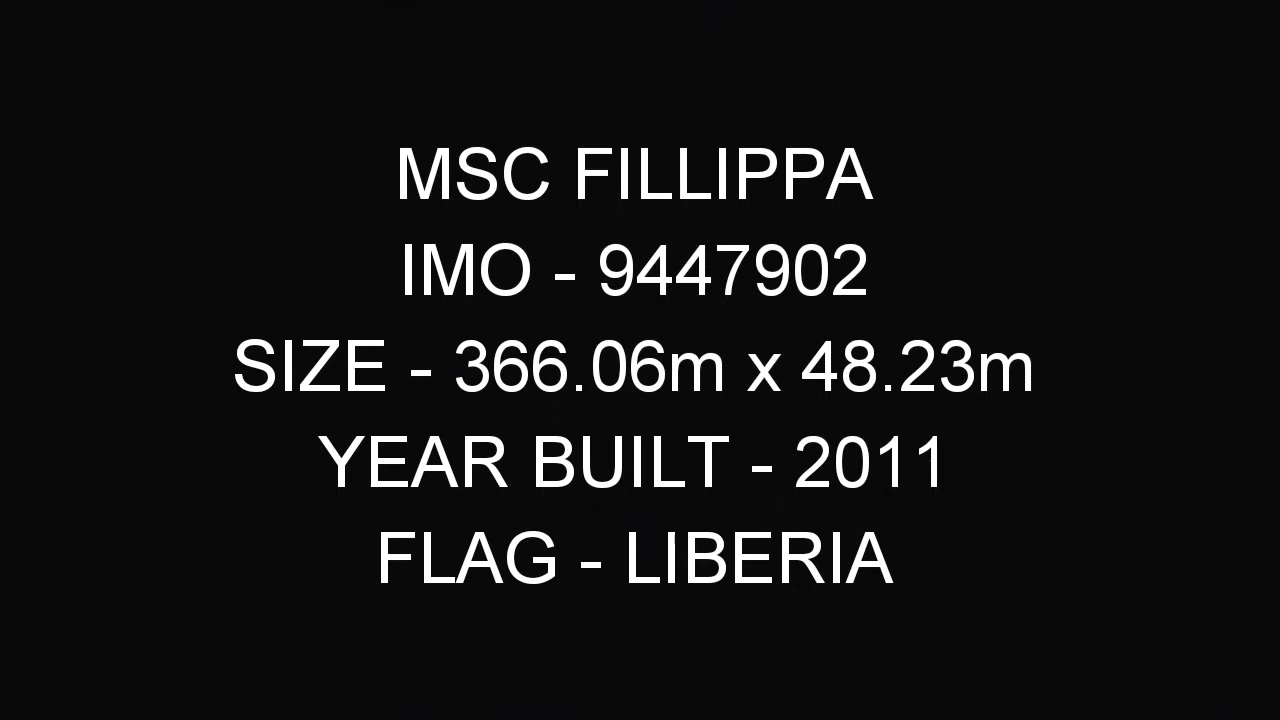 MSC FILLIPPA
IMO - 9447902
SIZE - 366.06m x 48.23m
YEAR BUILT - 2011
FLAG - LIBERIA